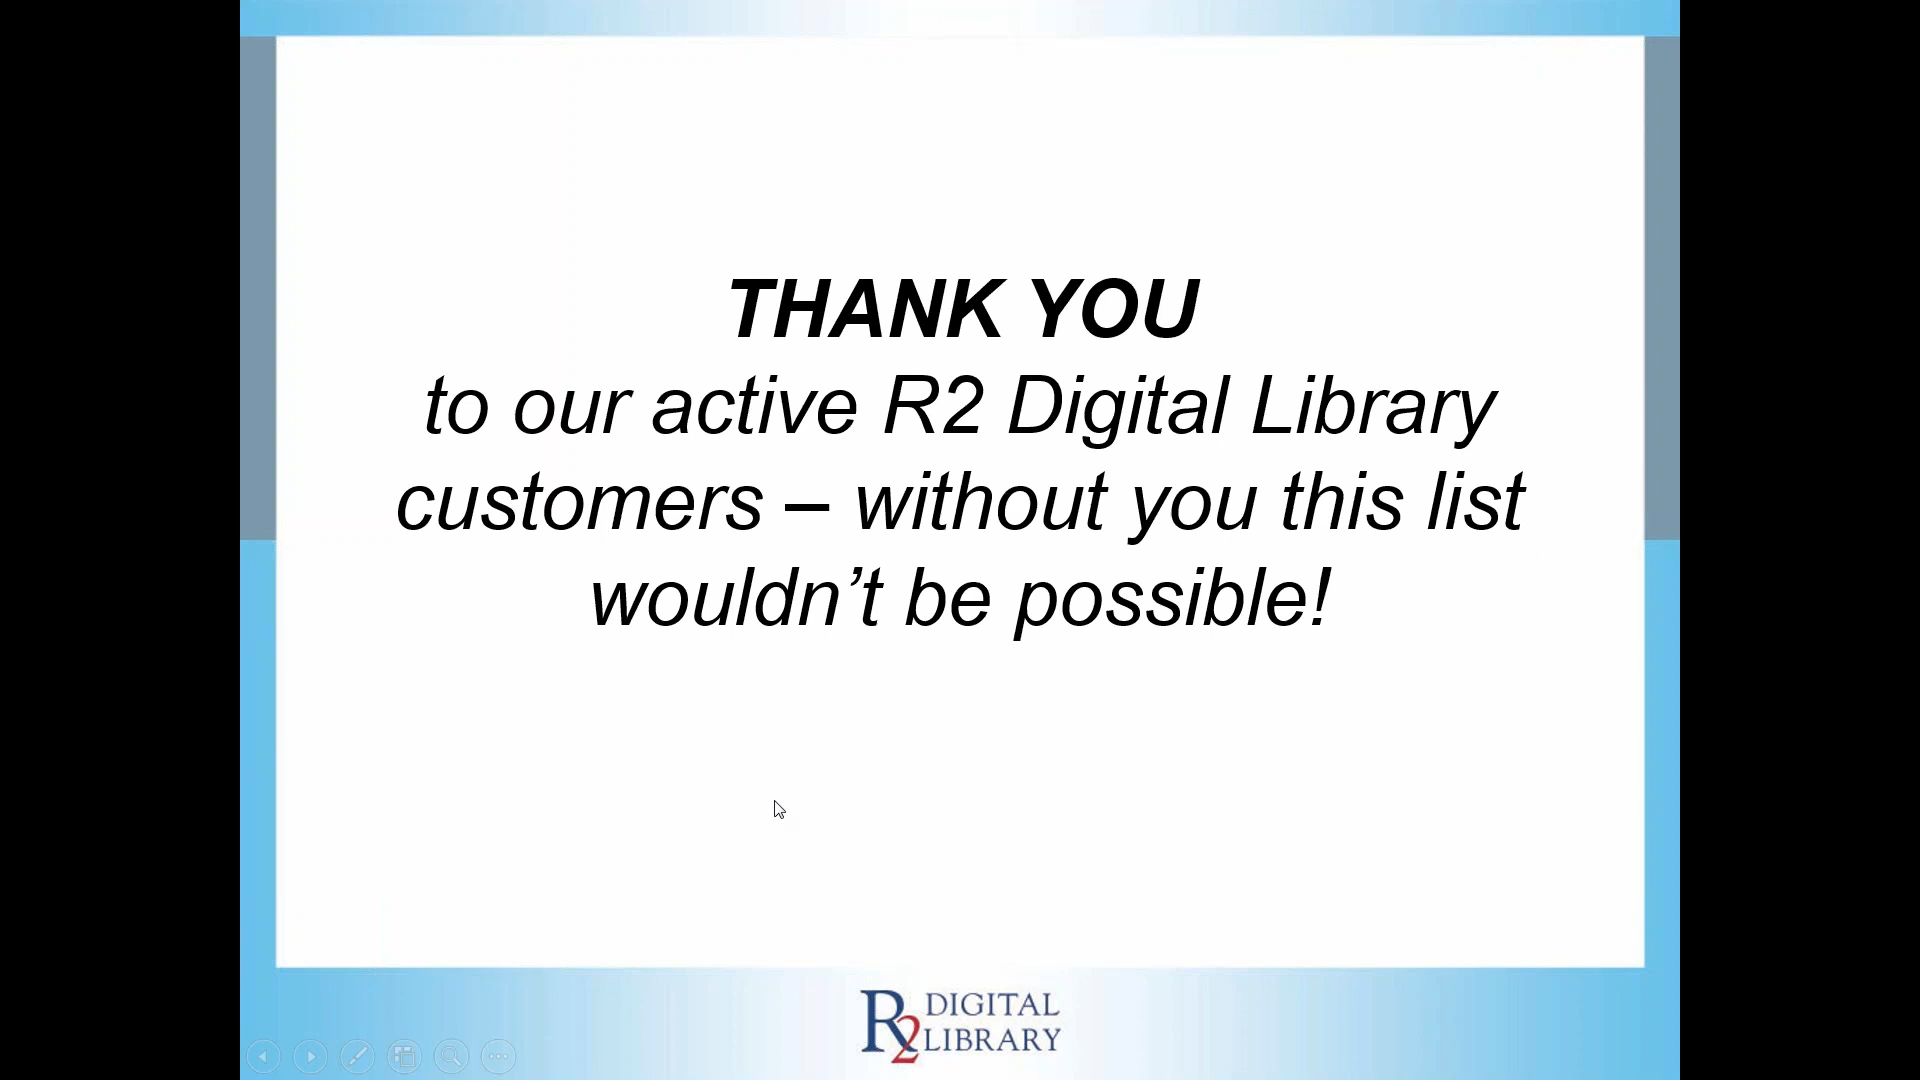 THANK YOU
to our active R2 Digital Library
customers – without you this list
wouldn’t be possible!
R2 DIGITAL
LIBRARY